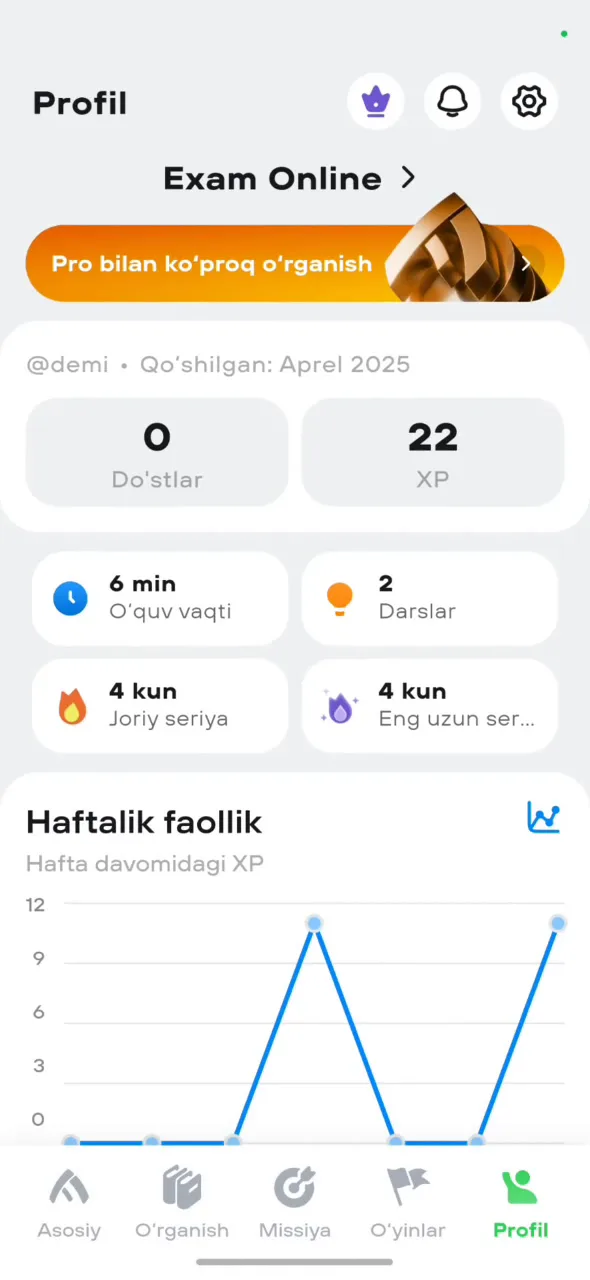 Profil
Exam Online
Pro bilan ko‘proq o‘rganish
@demi • Qo‘shilgan: Aprel 2025
0
Do'stlar
22
XP
6 min
O‘quv vaqti
2
Darslar
4 kun
Joriy seriya
4 kun
Eng uzun ser...
Haftalik faollik
Hafta davomidagi XP
12
9
6
3
0
Asosiy
O‘rganish
Missiya
O‘yinlar
Profil